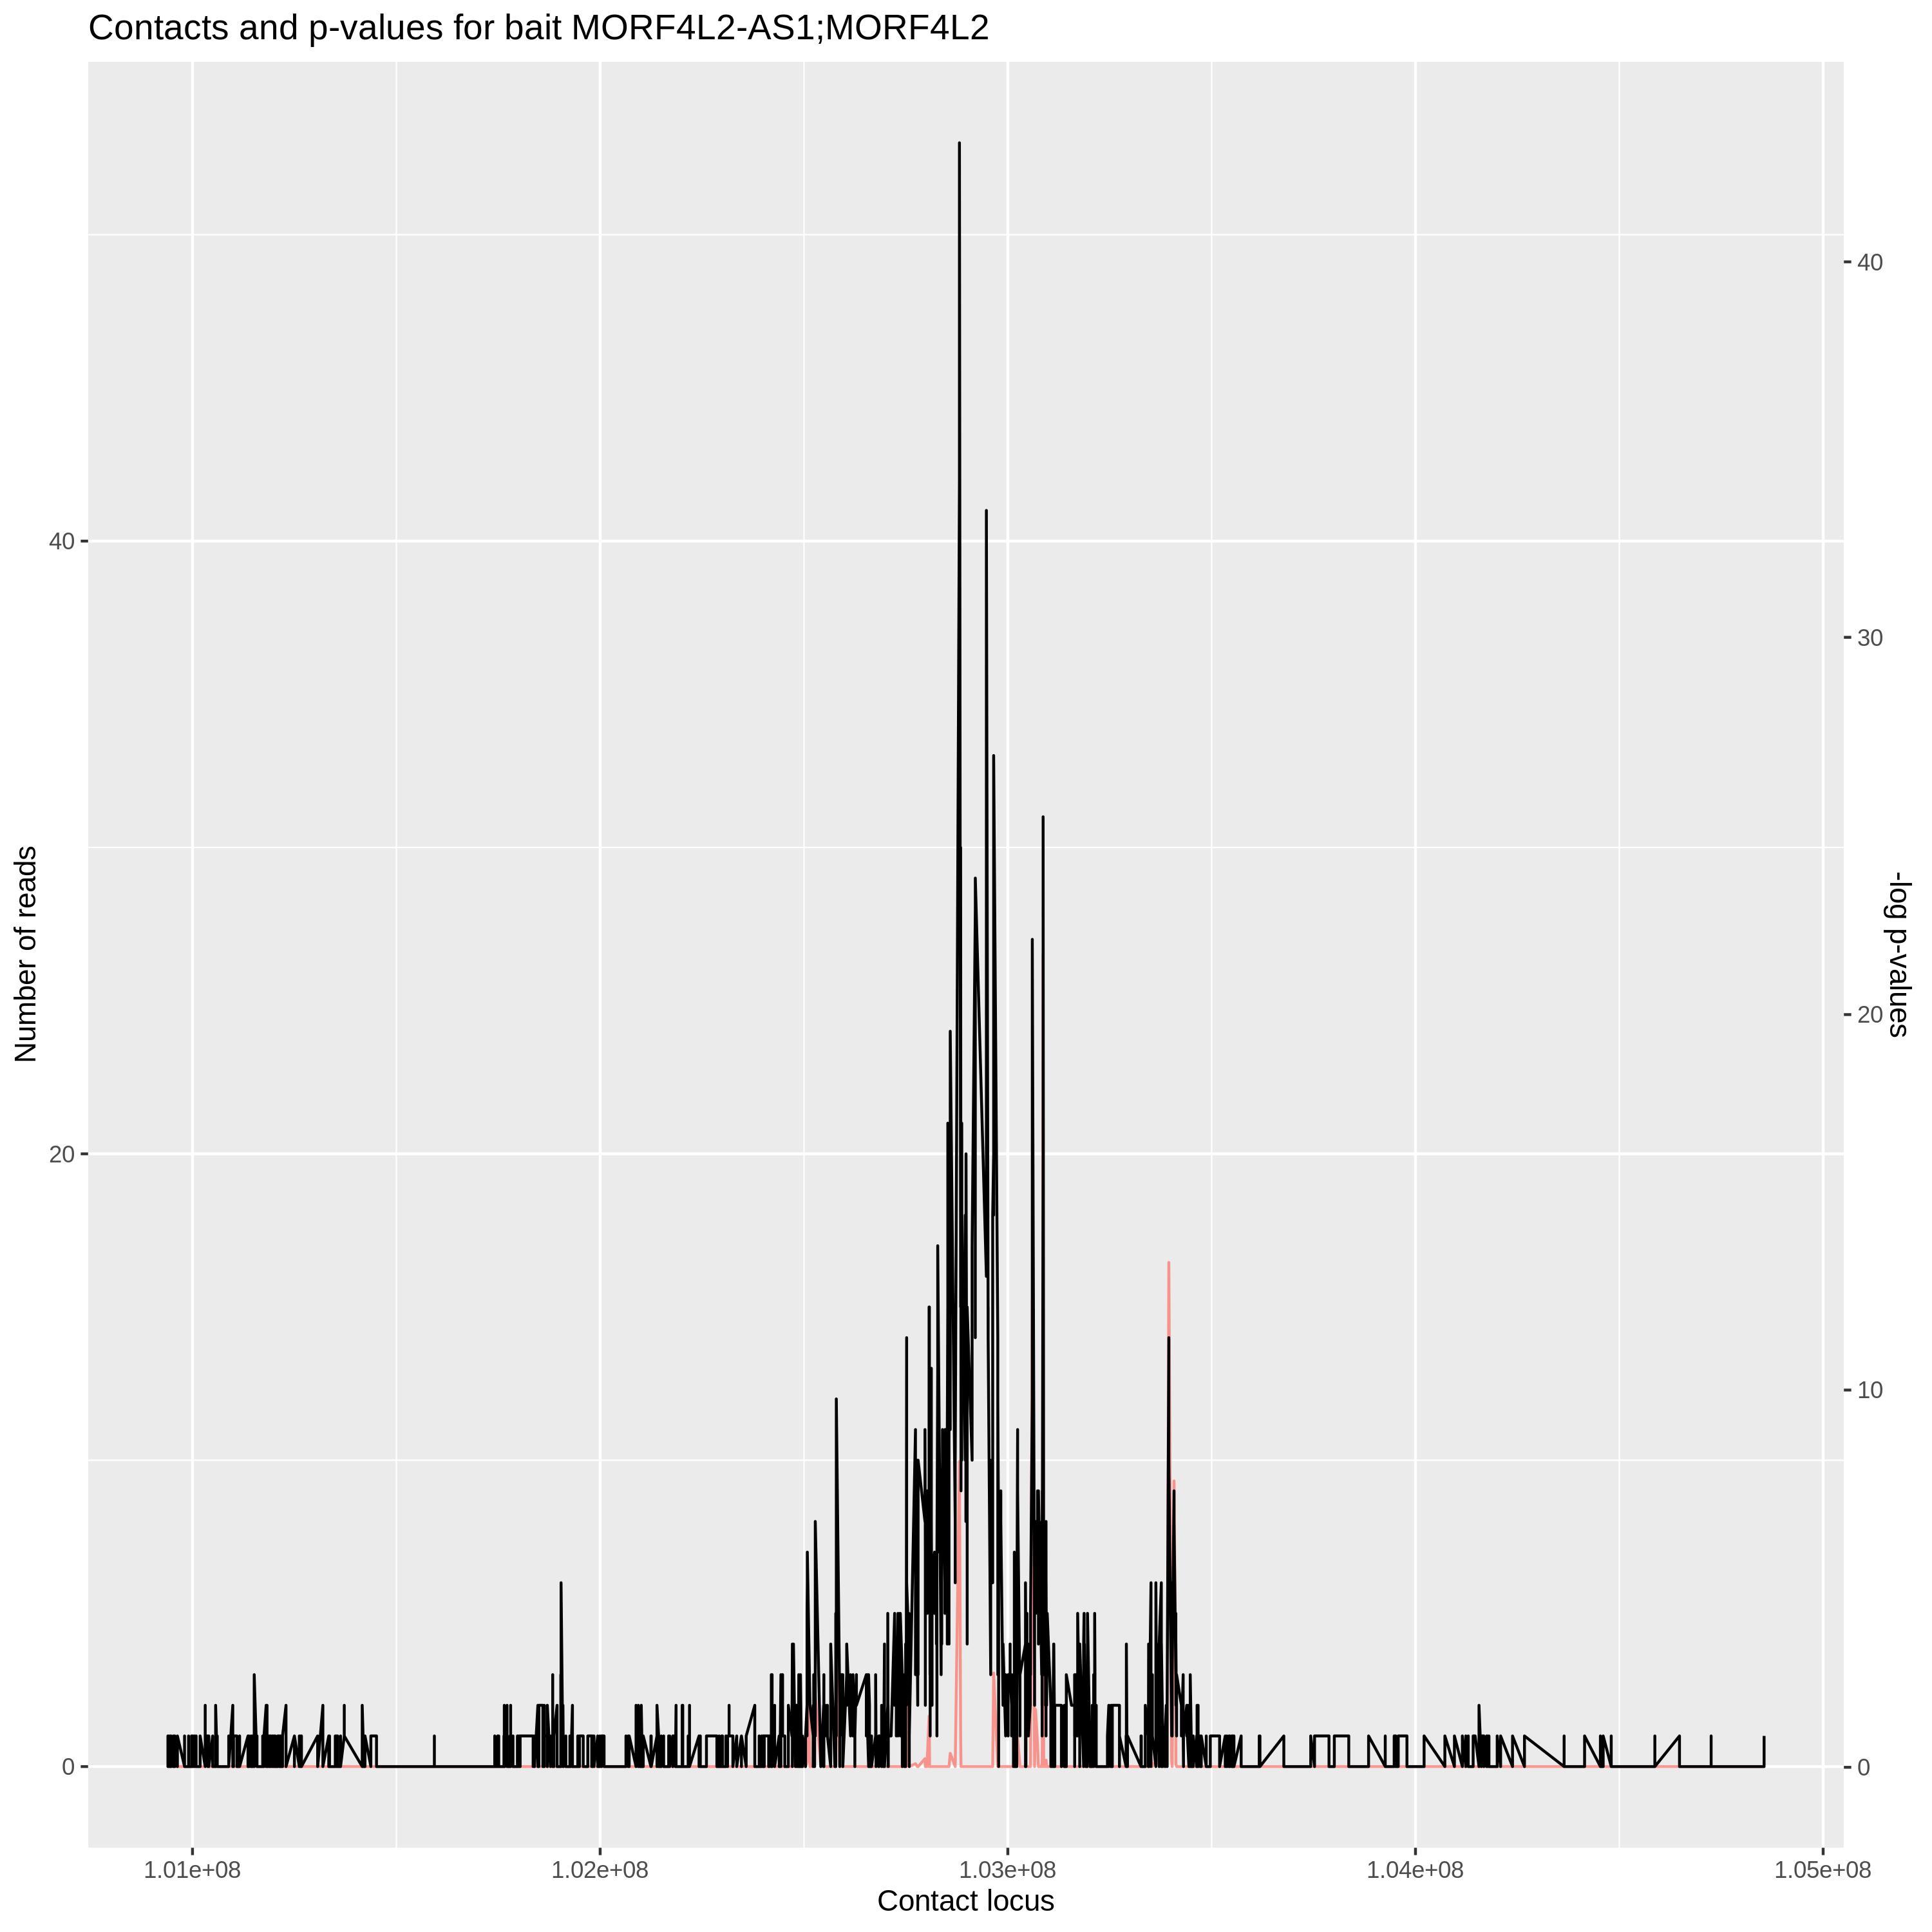 Contacts and p-values for bait MORF4L2-AS1;MORF4L2
Number of reads
40
20
0
-log p-values
40
30
20
10
0
1.01e+08
1.02e+08
1.03e+08
1.04e+08
1.05e+08
Contact locus